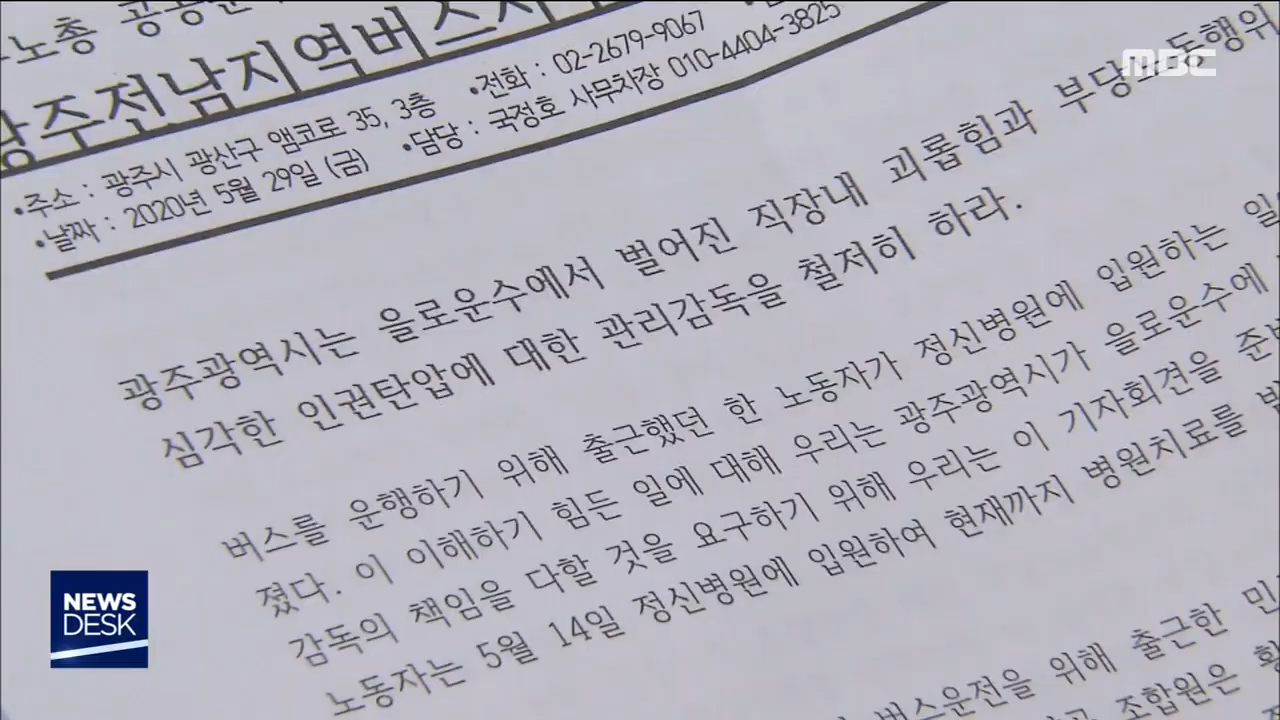 노총
광주전남지역버스지
•주소 : 광주시 광산구 앰코로 35, 3층 •전화 : 02-2679-9067
•날짜 : 2020년 5월 29일 (금) •담당 : 국정호 사무차장 010-4404-3825
MBC
광주광역시는 을로운수에서 벌어진 직장내 괴롭힘과 부당노동행위
심각한 인권탄압에 대한 관리감독을 철저히 하라.
버스를 운행하기 위해 출근했던 한 노동자가 정신병원에 입원하는
졌다. 이 이해하기 힘든 일에 대해 우리는 광주광역시가 을로운수에
감독의 책임을 다할 것을 요구하기 위해 우리는 이 기자회견을
노동자는 5월 14일 정신병원에 입원하여 현재까지 병원치료를
버스운전을 위해 출근한
조합원은
NEWS
DESK